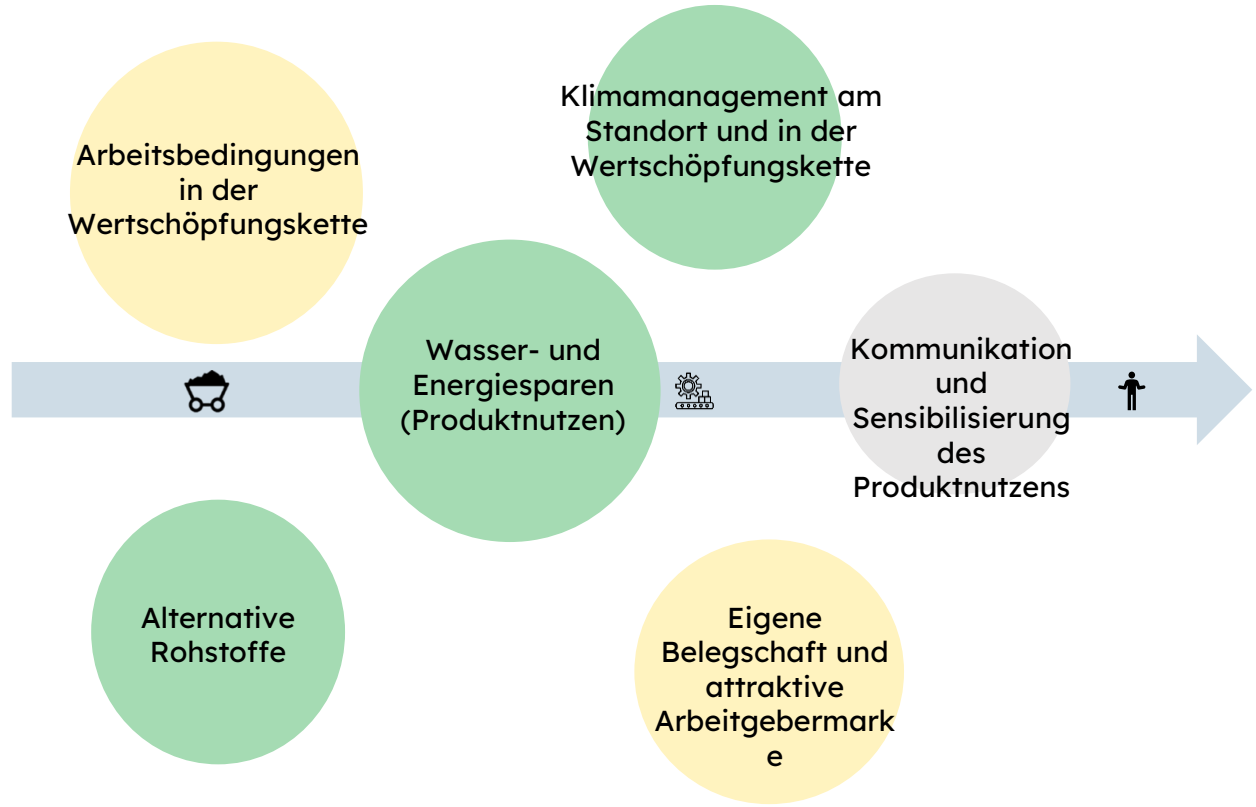 Arbeitsbedingungen
in der
Wertschöpfungskette
Klimamanagement am
Standort und in der
Wertschöpfungskette
Wasser- und
Energiesparen
(Produktnutzen)
Kommunikation
und
Sensibilisierung
des
Produktnutzens
Alternative
Rohstoffe
Eigene
Belegschaft und
attraktive
Arbeitgebermark
e